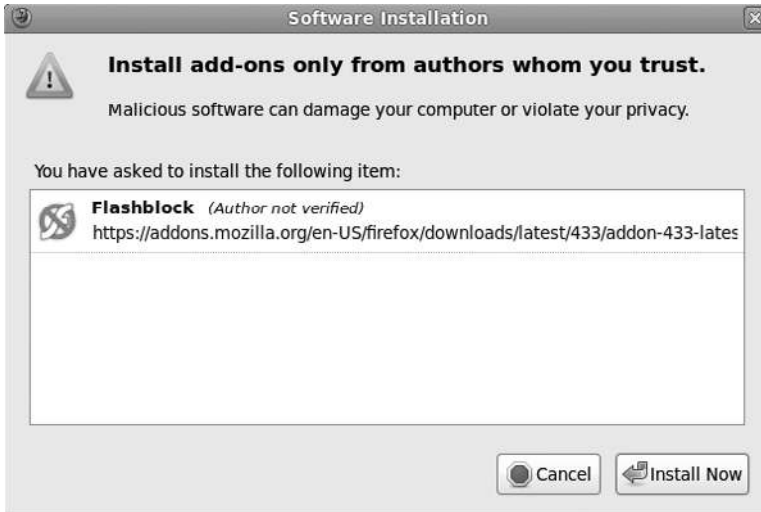 Software Installation
Install add-ons only from authors whom you trust.
Malicious software can damage your computer or violate your privacy.
You have asked to install the following item:
Flashblock (Author not verified)
https://addons.mozilla.org/en-US/firefox/downloads/latest/433/addon-433-lates
Cancel
Install Now